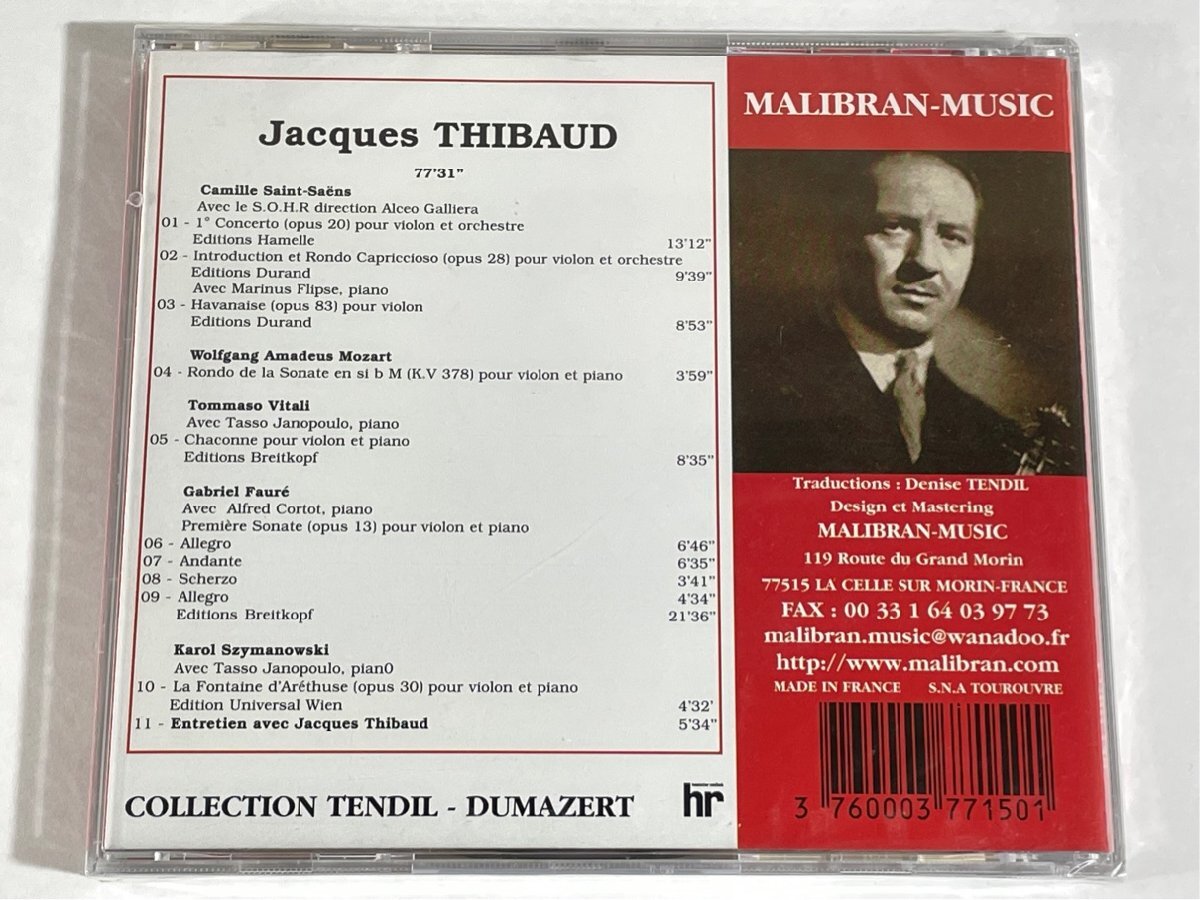 Jacques THIBAUD
77'31"
Camille Saint-Saëns
Avec le S.O.H.R direction Alceo Galliera
01 - 1° Concerto (opus 20) pour violon et orchestre
Editions Hamelle 13'12"
02 - Introduction et Rondo Capriccioso (opus 28) pour violon et orchestre
Editions Durand 9'39"
Avec Marinus Flipse, piano
03 - Havanaise (opus 83) pour violon
Editions Durand 8'53"
Wolfgang Amadeus Mozart
04 - Rondo de la Sonate en si b M (K.V 378) pour violon et piano 3'59"
Tommaso Vitali
Avec Tasso Janopoulo, piano
05 - Chaconne pour violon et piano
Editions Breitkopf 8'35"
Gabriel Fauré
Avec Alfred Cortot, piano
Première Sonate (opus 13) pour violon et piano
06 - Allegro 6'46"
07 - Andante 6'35"
08 - Scherzo 3'41"
09 - Allegro 4'34"
Editions Breitkopf 21'36"
Karol Szymanowski
Avec Tasso Janopoulo, pian0
10 - La Fontaine d'Aréthuse (opus 30) pour violon et piano
Edition Universal Wien 4'32'
11 - Entretien avec Jacques Thibaud 5'34"
COLLECTION TENDIL - DUMAZERT
hr
MALIBRAN-MUSIC
Traductions : Denise TENDIL
Design et Mastering
MALIBRAN-MUSIC
119 Route du Grand Morin
77515 LA CELLE SUR MORIN-FRANCE
FAX : 00 33 1 64 03 97 73
malibran.music@wanadoo.fr
http://www.malibran.com
MADE IN FRANCE S.N.A TOUROUVRE
3 760003 771501